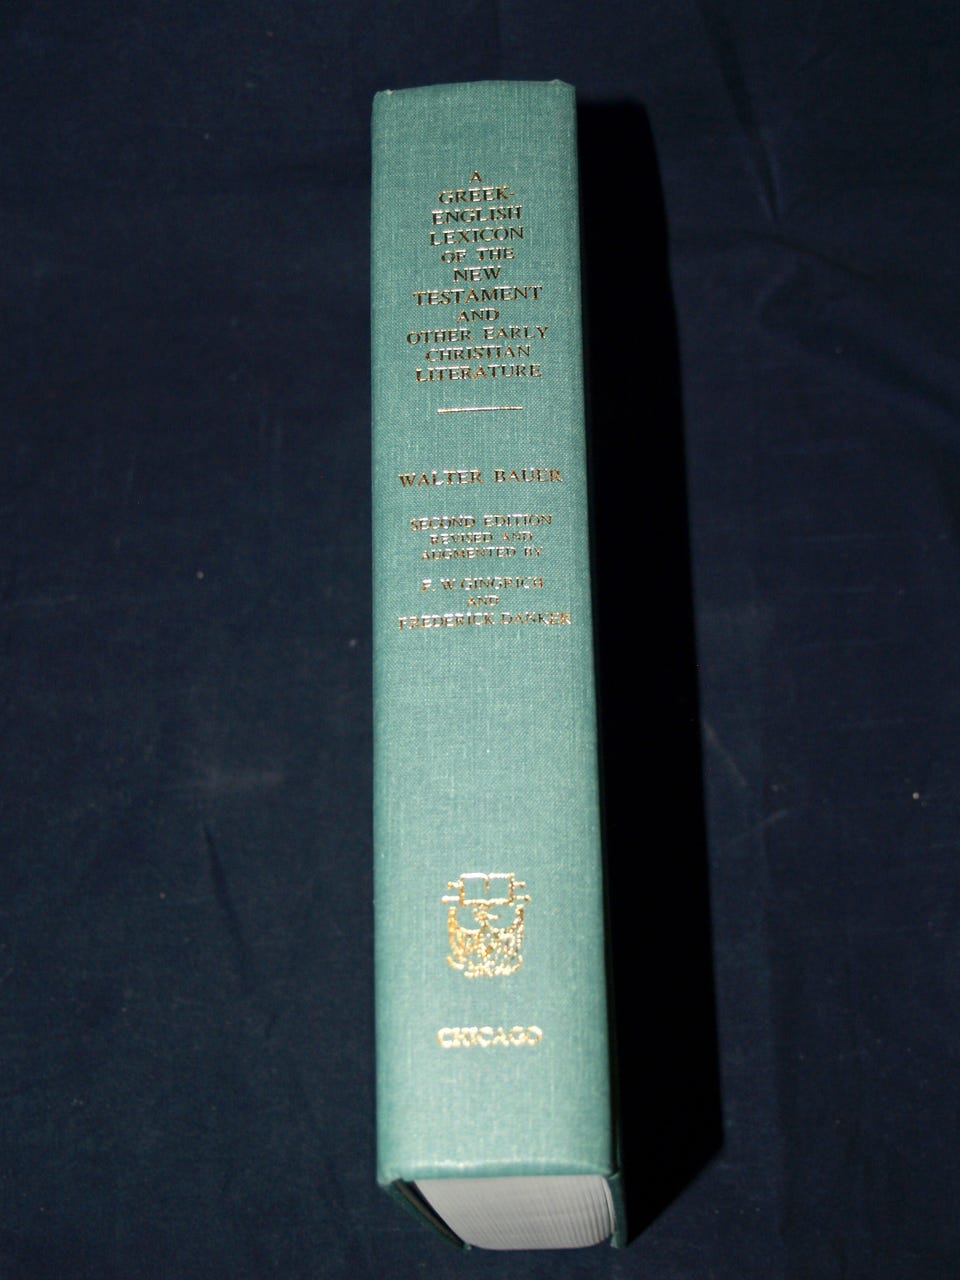 A
GREEK-
ENGLISH
LEXICON
OF THE
NEW
TESTAMENT
AND
OTHER EARLY
CHRISTIAN
LITERATURE
WALTER BAUER
SECOND EDITION
REVISED AND
AUGMENTED BY
F. W. GINGRICH
AND
FREDERICK DANKER
CHICAGO